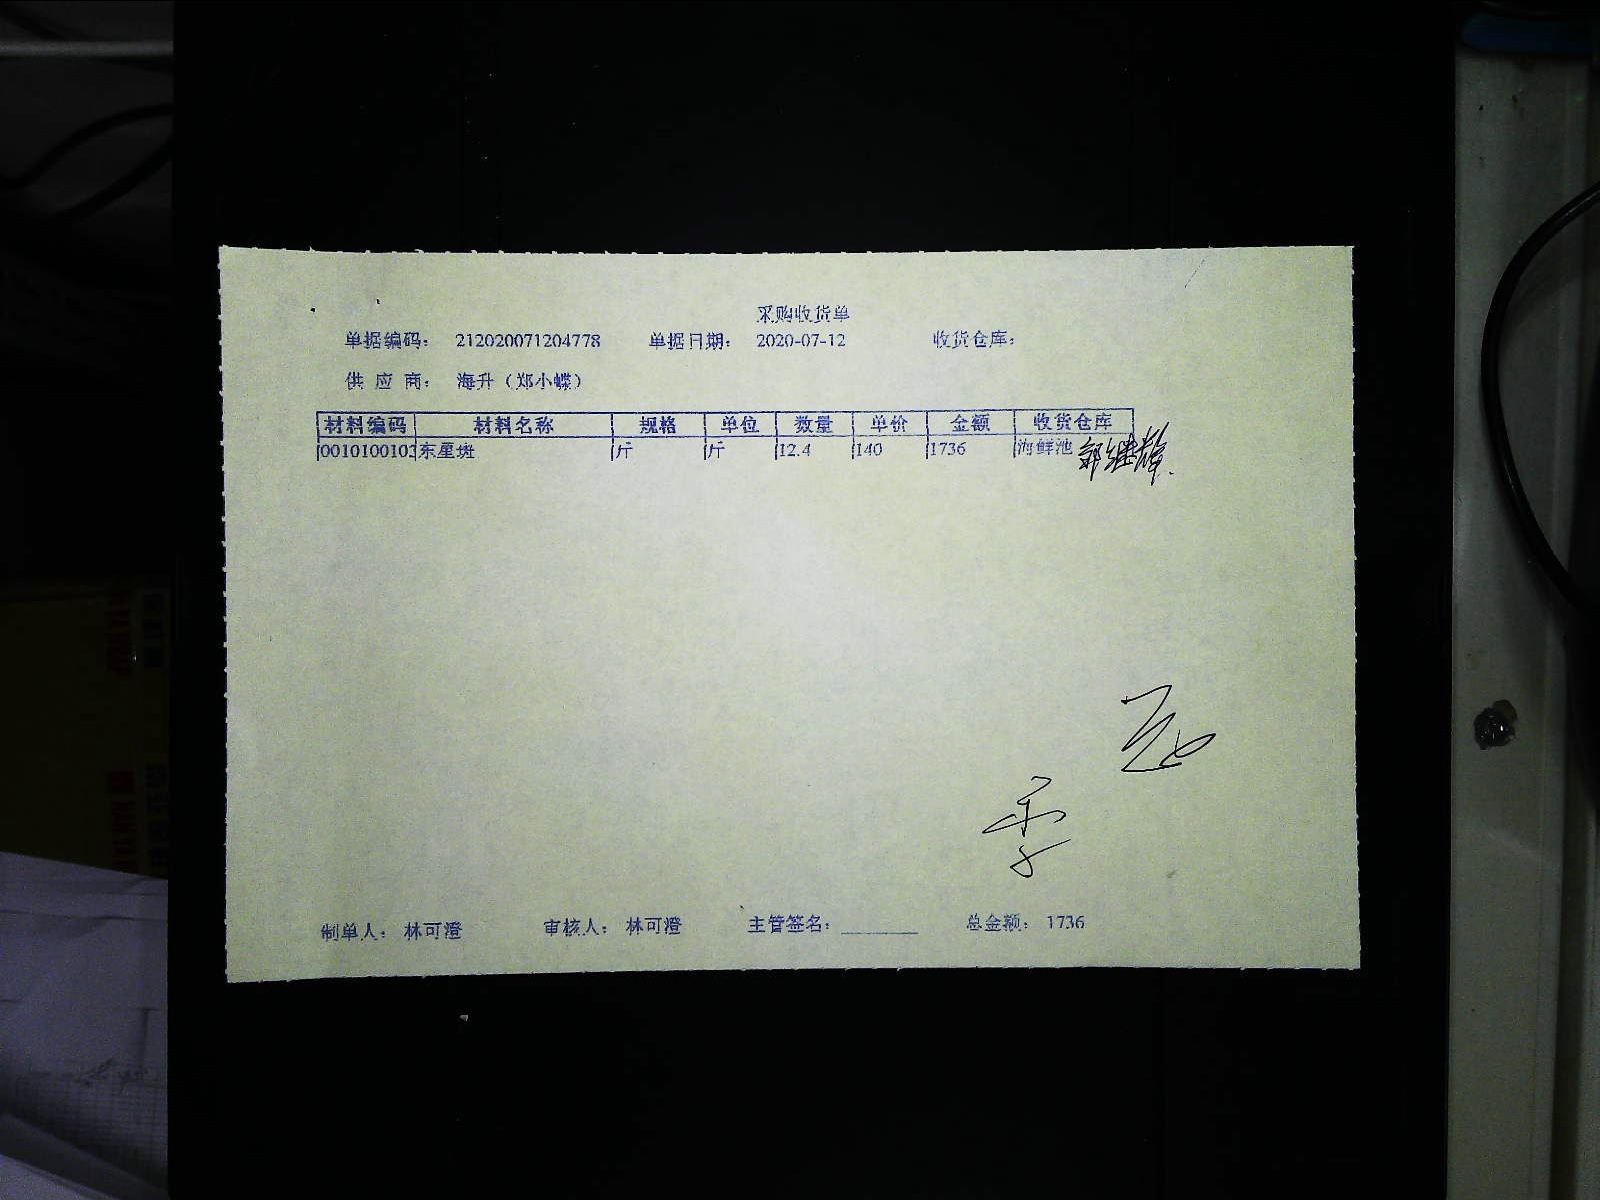 采购收货单
单据编码： 212020071204778 单据日期： 2020-07-12 收货仓库：
供 应 商： 海升（郑小蝶）
材料编码 材料名称 规格 单位 数量 单价 金额 收货仓库
0010100103 东星斑 斤 斤 12.4 140 1736 海鲜池
制单人： 林可澄 审核人： 林可澄 主管签名： 总金额： 1736